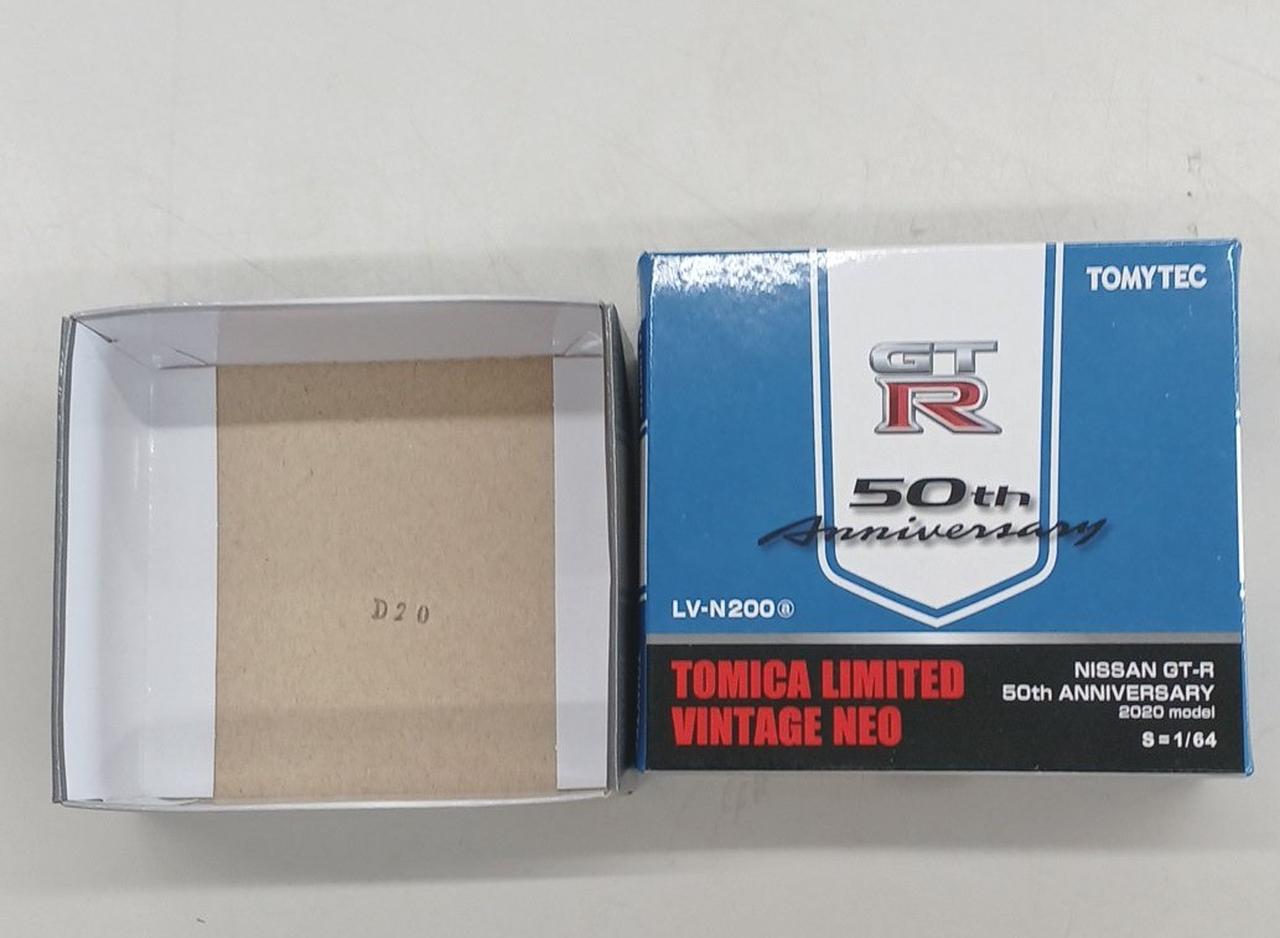 D20
TOMYTEC
GT
R
50th
Anniversary
LV-N200ⓐ
TOMICA LIMITED
VINTAGE NEO
NISSAN GT-R
50th ANNIVERSARY
2020 model
S=1/64